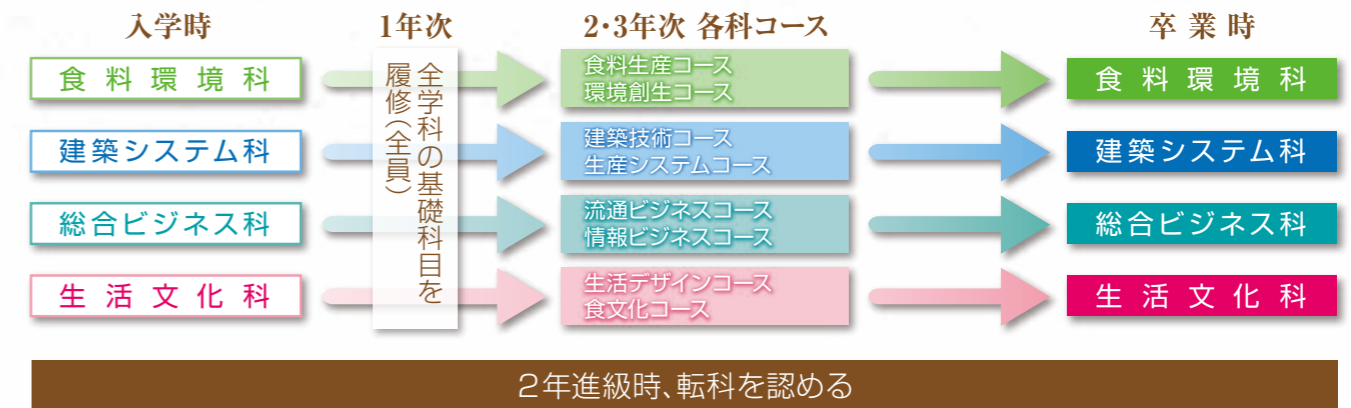 入学時
1年次
2・3年次 各科コース
卒業時
食料環境科
建築システム科
総合ビジネス科
生活文化科
全学科の基礎科目を
履修(全員)
食料生産コース
環境創生コース
建築技術コース
生産システムコース
流通ビジネスコース
情報ビジネスコース
生活デザインコース
食文化コース
食料環境科
建築システム科
総合ビジネス科
生活文化科
2年進級時、転科を認める